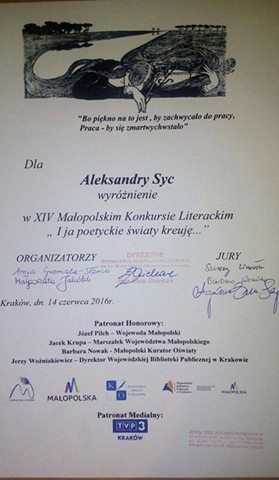 "Bo piękno na to jest, by zachwycało do pracy,
Praca - by się zmartwychwstało"
Dla
Aleksandry Syc
wyróżnienie
w XIV Małopolskim Konkursie Literackim
„ I ja poetyckie światy kreuję..."
ORGANIZATORZY
DYREKTOR
JURY
Kraków, dn. 14 czerwca 2016r.
Patronat Honorowy:
Józef Pilch – Wojewoda Małopolski
Jacek Krupa – Marszałek Województwa Małopolskiego
Barbara Nowak - Małopolski Kurator Oświaty
Jerzy Woźniakiewicz – Dyrektor Wojewódzkiej Biblioteki Publicznej w Krakowie
MAŁOPOLSKA
KO
MAŁOPOLSKA
Patronat Medialny:
TVP3
KRAKÓW